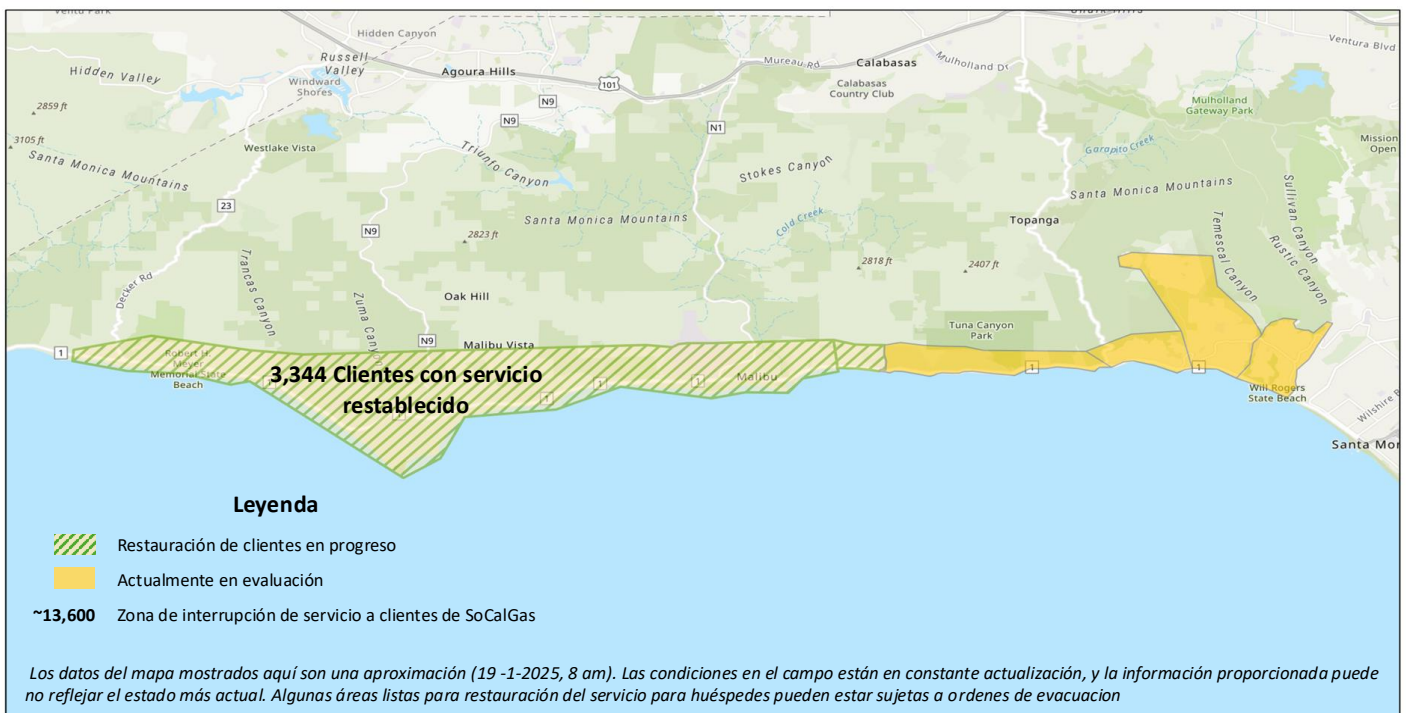 Hidden Canyon
Ventura Blvd
Russell
Valley
Hidden Valley
Agoura Hills
Mureau Rd
Calabasas
Mulholland Dr
Windward
Shores
101
Calabasas
Country Club
2859 ft
N9
Mulholland
Gateway Park
3105 ft
N9
N1
Mission
Open
Westlake Vista
Triunfo Canyon
Garapito Creek
Santa Monica Mountains
Stokes Canyon
Santa Monica Mountains
Sullivan Canyon
23
Santa Monica Mountains
Cold Creek
Topanga
Temescal Canyon
Rustic Canyon
N9
2823 ft
2818 ft
2407 ft
Decker Rd
Trancas Canyon
Zuma Canyon
Oak Hill
Tuna Canyon
Park
1
N9
Malibu Vista
Robert H.
Meyer
Memorial State
Beach
3,344 Clientes con servicio
restablecido
1
1
1
1
Malibu
1
1
Will Rogers
State Beach
Wilshire B
Santa Mor
Leyenda
Restauración de clientes en progreso
Actualmente en evaluación
~13,600 Zona de interrupción de servicio a clientes de SoCalGas
Los datos del mapa mostrados aquí son una aproximación (19 -1-2025, 8 am). Las condiciones en el campo están en constante actualización, y la información proporcionada puede
no reflejar el estado más actual. Algunas áreas listas para restauración del servicio para huéspedes pueden estar sujetas a ordenes de evacuacion